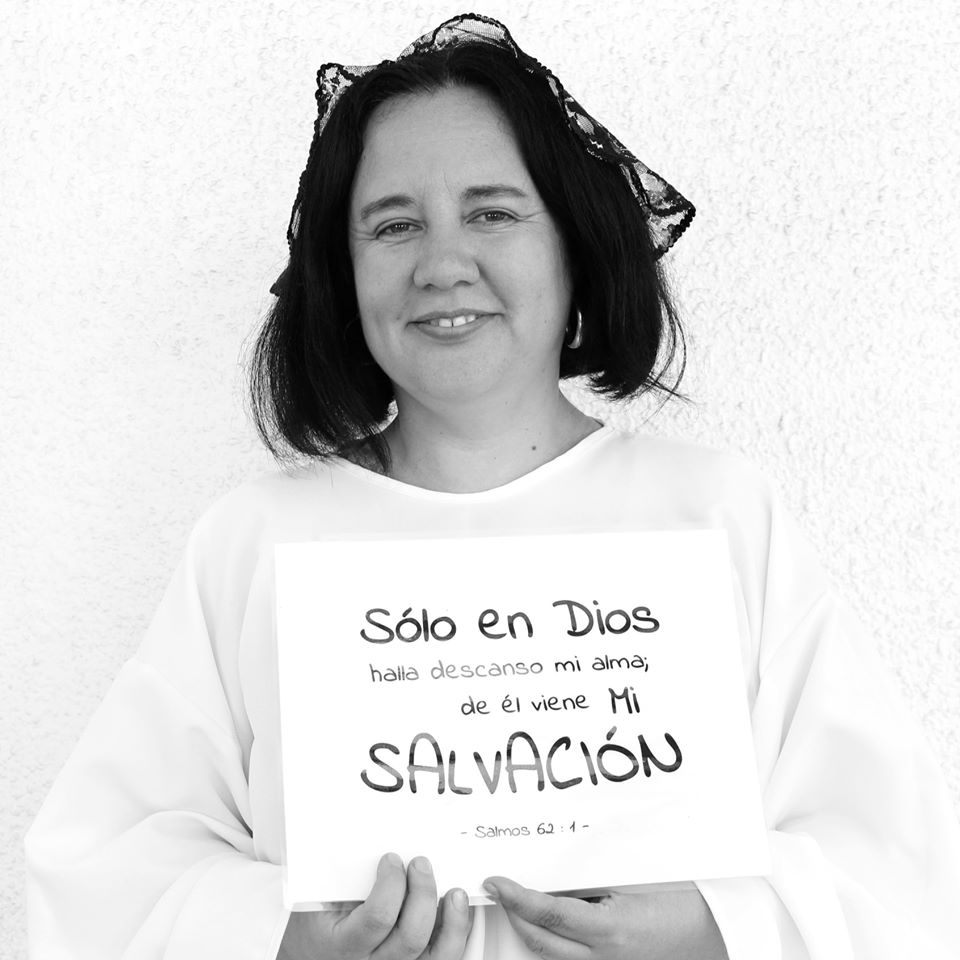 Sólo en Dios
halla descanso mi alma;
de él viene Mi
SALVACIÓN
- Salmos 62 : 1 -